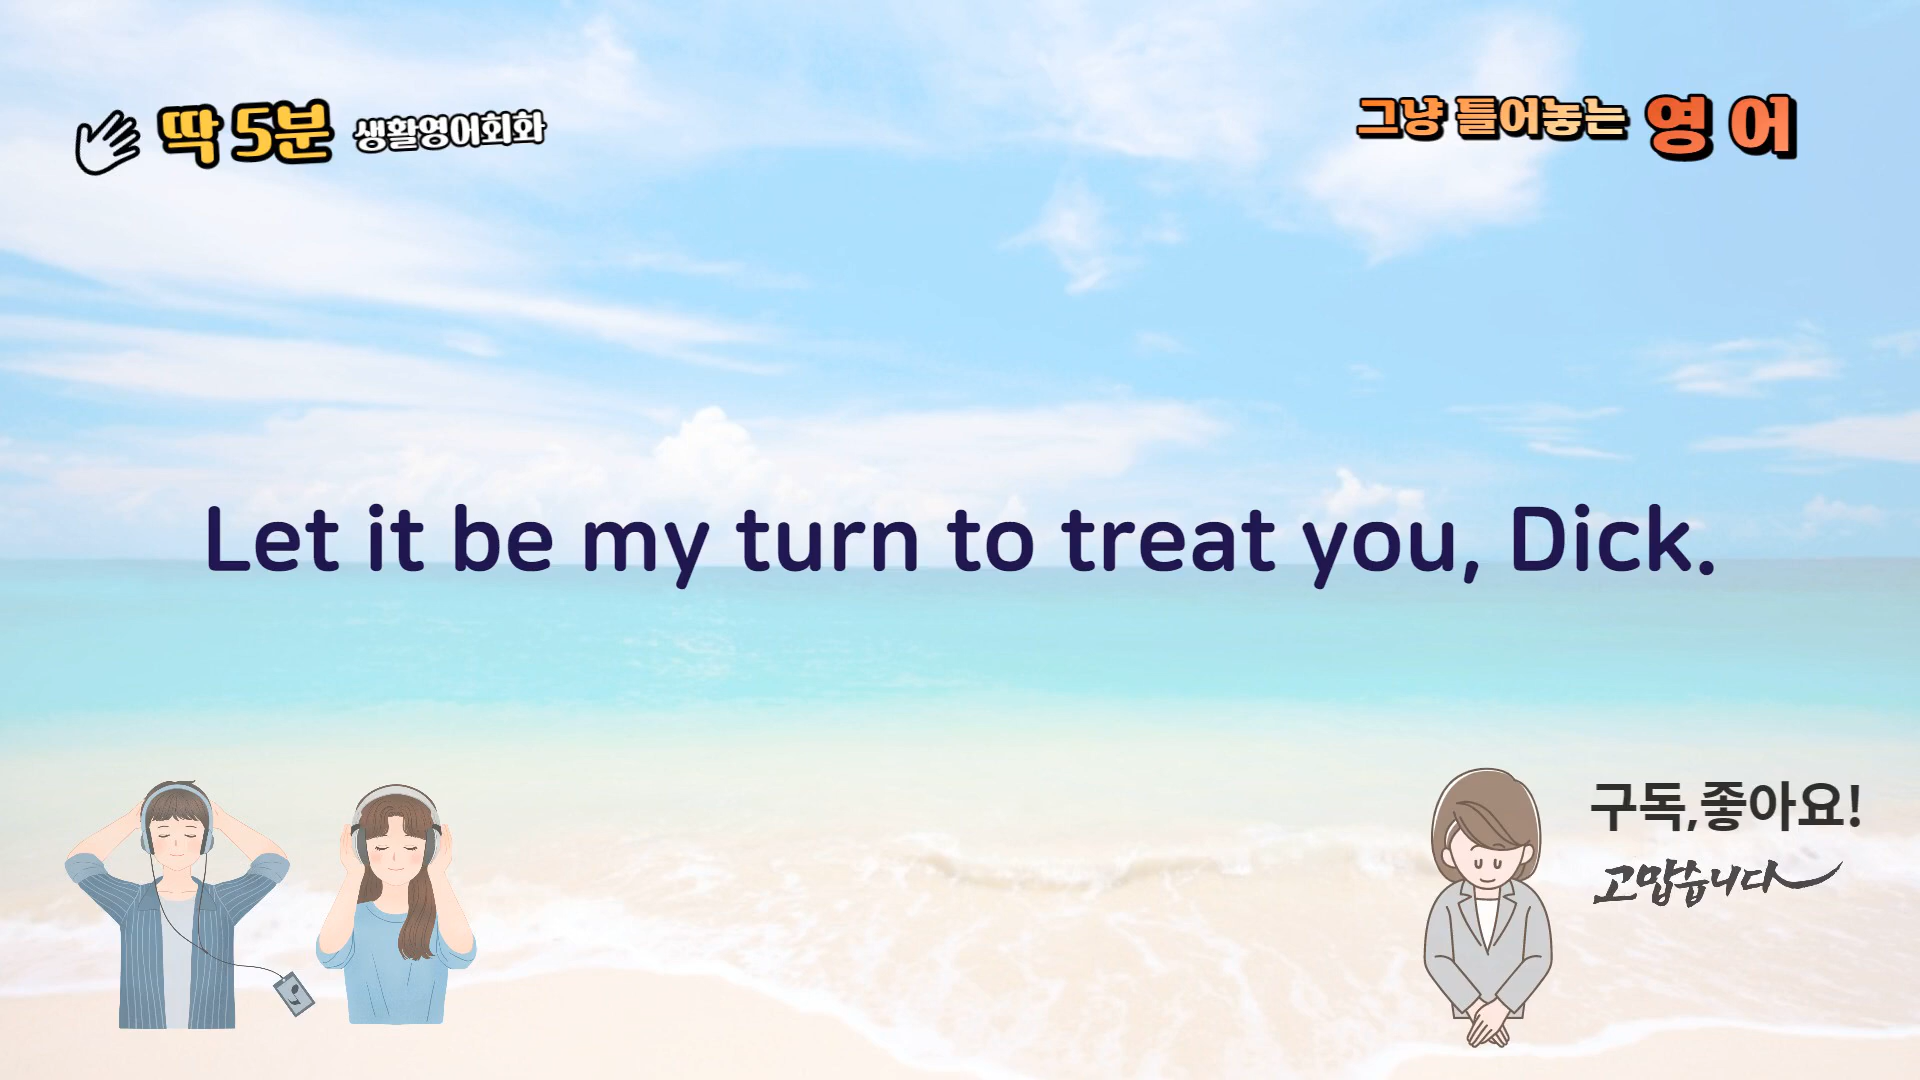 딱 5분 생활영어회화
그냥 틀어놓는 영어
Let it be my turn to treat you, Dick.
구독,좋아요!
고맙습니다